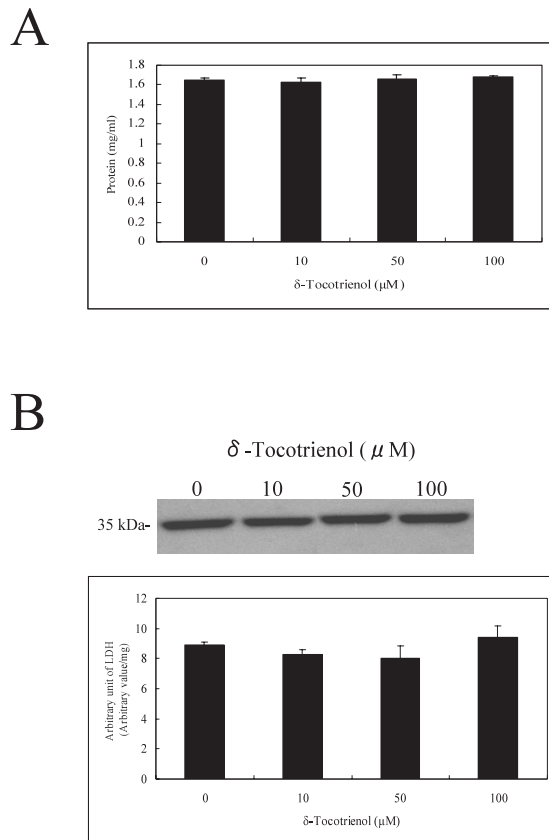 A
Protein (mg/ml)
1.8
1.6
1.4
1.2
1
0.8
0.6
0.4
0.2
0
0 10 50 100
δ-Tocotrienol (μM)
B
δ -Tocotrienol ( μ M)
0 10 50 100
35 kDa-
Arbitrary unit of LDH
(Arbitrary value/mg)
12
10
8
6
4
2
0
0 10 50 100
δ-Tocotrienol (μM)